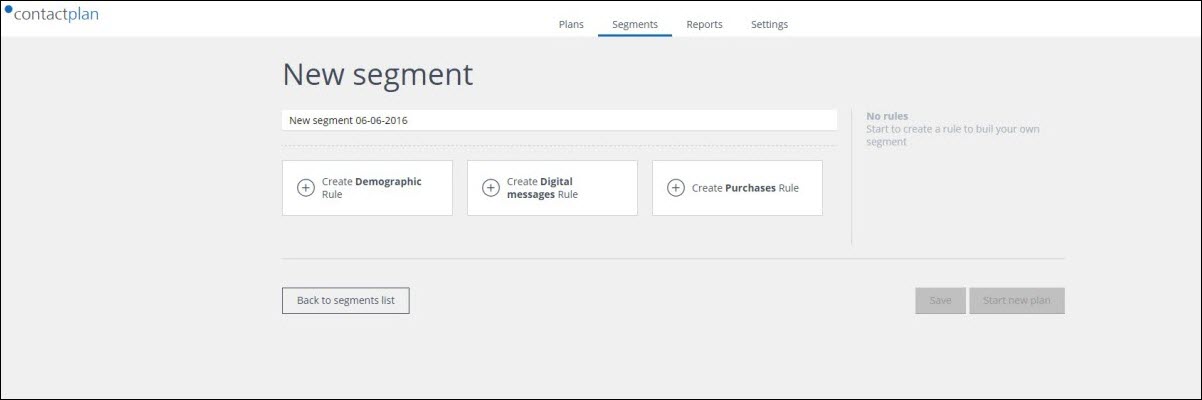 contactplan
Plans
Segments
Reports
Settings
New segment
New segment 06-06-2016
No rules
Start to create a rule to buil your own
segment
Create Demographic
Rule
Create Digital
messages Rule
Create Purchases Rule
Back to segments list
Save
Start new plan